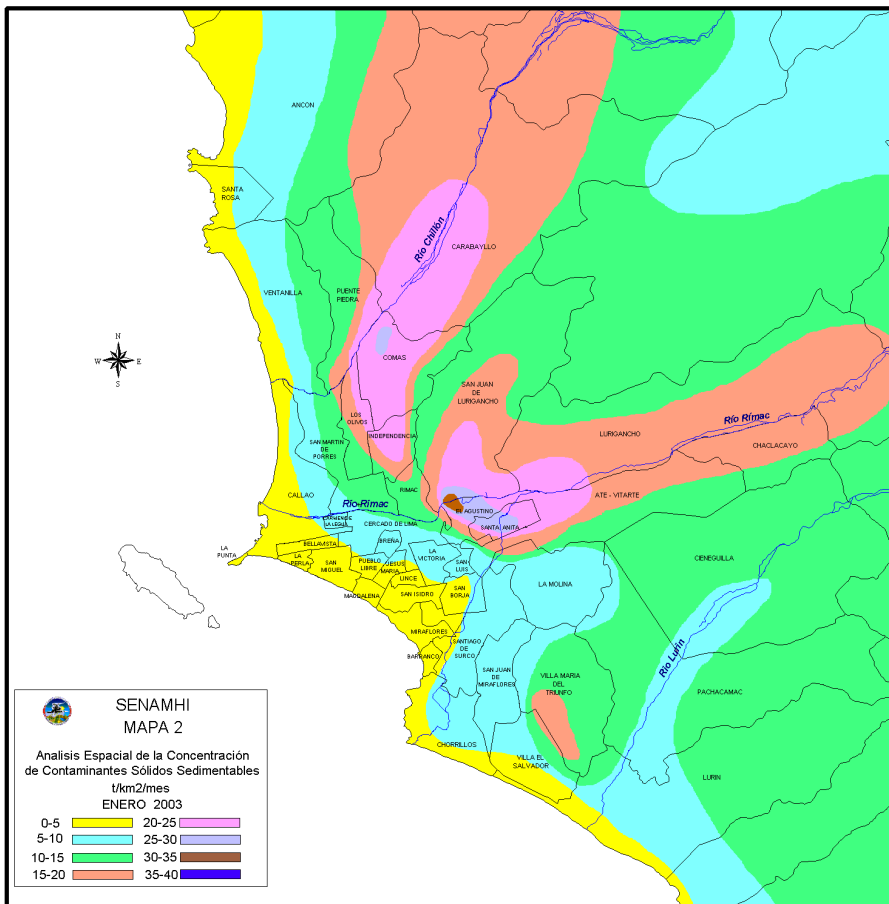 ANCON
SANTA
ROSA
Río Chillón
CARABAYLLO
VENTANILLA
PUENTE
PIEDRA
N
W
E
S
COMAS
SAN JUAN
DE
LURIGANCHO
LOS
OLIVOS
INDEPENDENCIA
LURIGANCHO
Río Rímac
CHACLACAYO
SAN MARTIN
DE
PORRES
CALLAO
RIMAC
ATE - VITARTE
Río-Rimac
EL AGUSTINO
CARMEN DE
LA LEGUA
CERCADO DE LIMA
SANTA ANITA
LA
PUNTA
BELLAVISTA
BREÑA
LA
VICTORIA
LA
PERLA
SAN
MIGUEL
PUEBLO
LIBRE
JESUS
MARIA
SAN
LUIS
CIENEGUILLA
LINCE
LA MOLINA
MAGDALENA
SAN ISIDRO
SAN
BORJA
MIRAFLORES
BARRANCO
SANTIAGO
DE
SURCO
SAN JUAN
DE
MIRAFLORES
VILLA MARIA
DEL
TRIUNFO
Río Lurín
PACHACAMAC
CHORRILLOS
VILLA EL
SALVADOR
LURIN
SENAMHI
MAPA 2
Analisis Espacial de la Concentración
de Contaminantes Sólidos Sedimentables
t/km2/mes
ENERO 2003
0-5 20-25
5-10 25-30
10-15 30-35
15-20 35-40